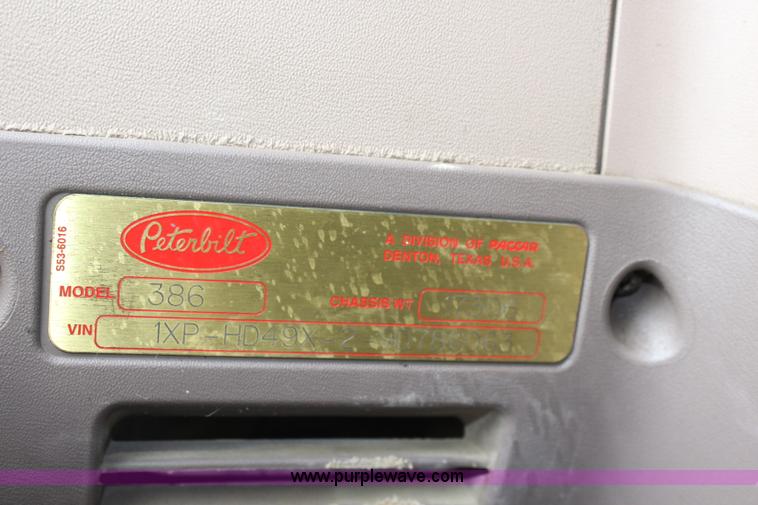 Peterbilt
A DIVISION OF PACCAR
DENTON, TEXAS U.S.A.
S53-6016
MODEL 386
CHASSIS WT
VIN 1XP-HD49X-2
www.purplewave.com